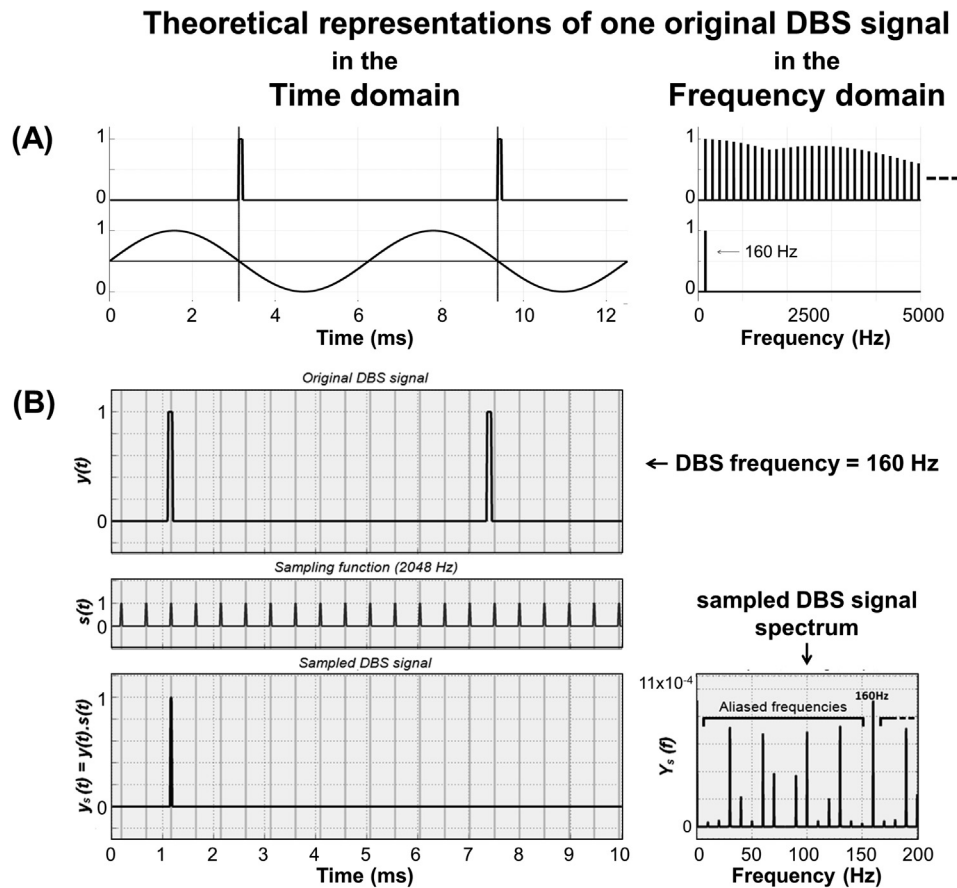 Theoretical representations of one original DBS signal
in the
Time domain
in the
Frequency domain
(A)
1
0
1
0
0 2 4 6 8 10 12
Time (ms)
1
0
1
0
160 Hz
0 2500 5000
Frequency (Hz)
(B)
Original DBS signal
1
0
y(t)
DBS frequency = 160 Hz
Sampling function (2048 Hz)
1
0
s(t)
Sampled DBS signal
1
0
ys (t) = y(t).s(t)
0 1 2 3 4 5 6 7 8 9 10
Time (ms)
sampled DBS signal
spectrum
11x10-4
160Hz
Aliased frequencies
Ys (f)
0
0 50 100 150 200
Frequency (Hz)